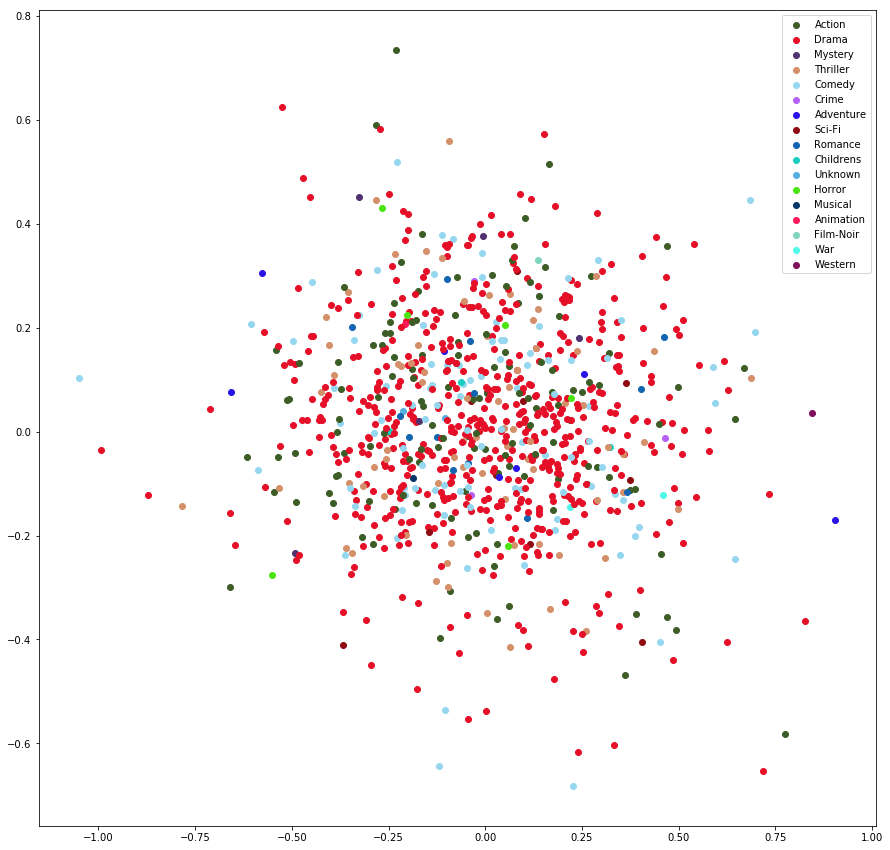 0.8
0.6
0.4
0.2
0.0
−0.2
−0.4
−0.6
−1.00
−0.75
−0.50
−0.25
0.00
0.25
0.50
0.75
1.00
Action
Drama
Mystery
Thriller
Comedy
Crime
Adventure
Sci-Fi
Romance
Childrens
Unknown
Horror
Musical
Animation
Film-Noir
War
Western